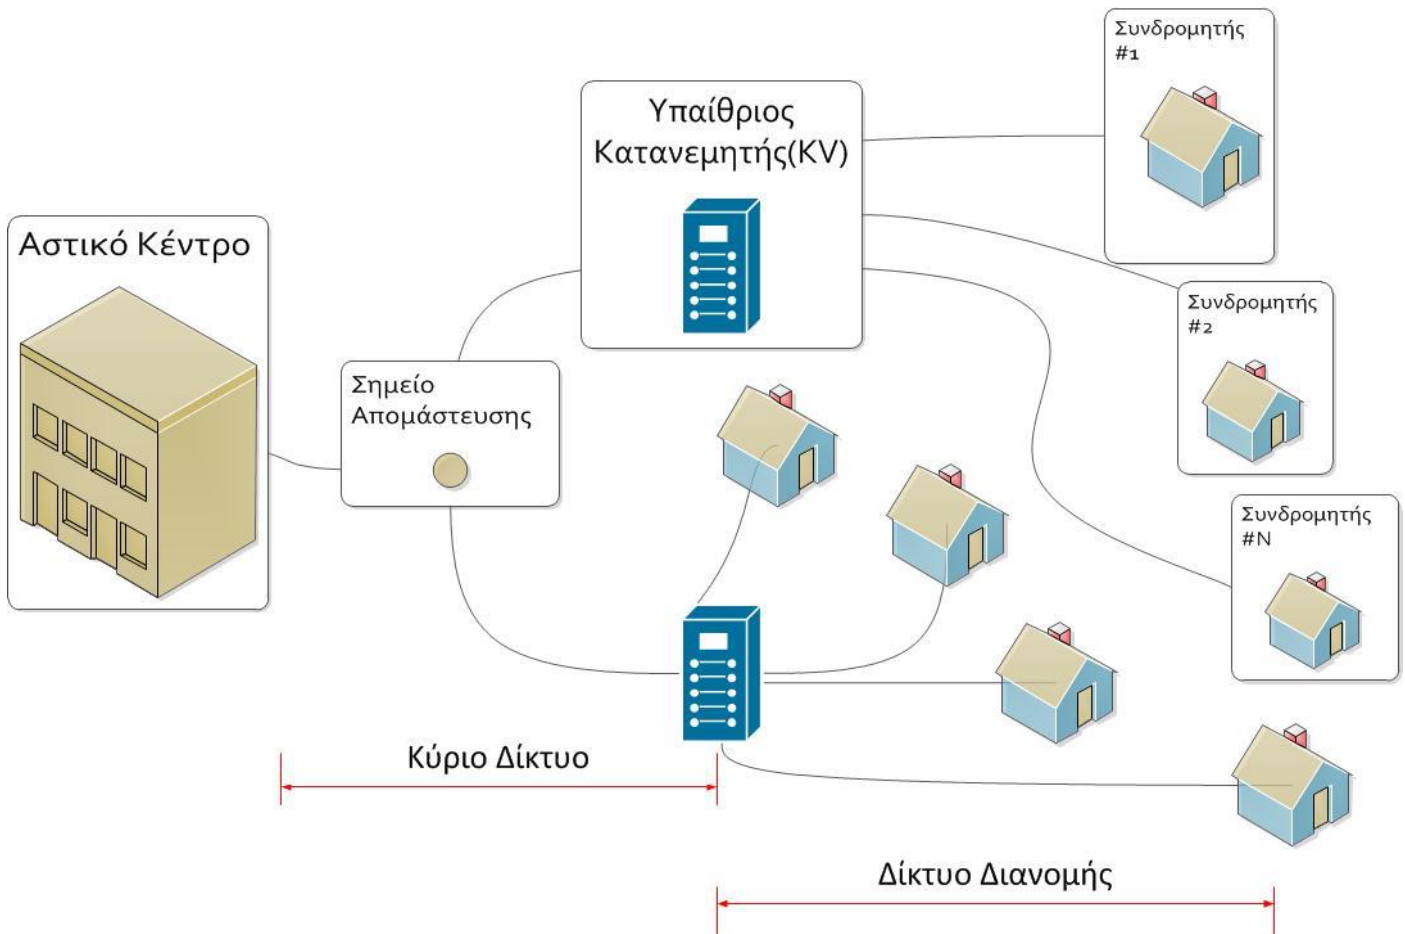 Συνδρομητής
#1
Υπαίθριος
Κατανεμητής(KV)
Αστικό Κέντρο
Συνδρομητής
#2
Σημείο
Απομάστευσης
Συνδρομητής
#N
Κύριο Δίκτυο
Δίκτυο Διανομής